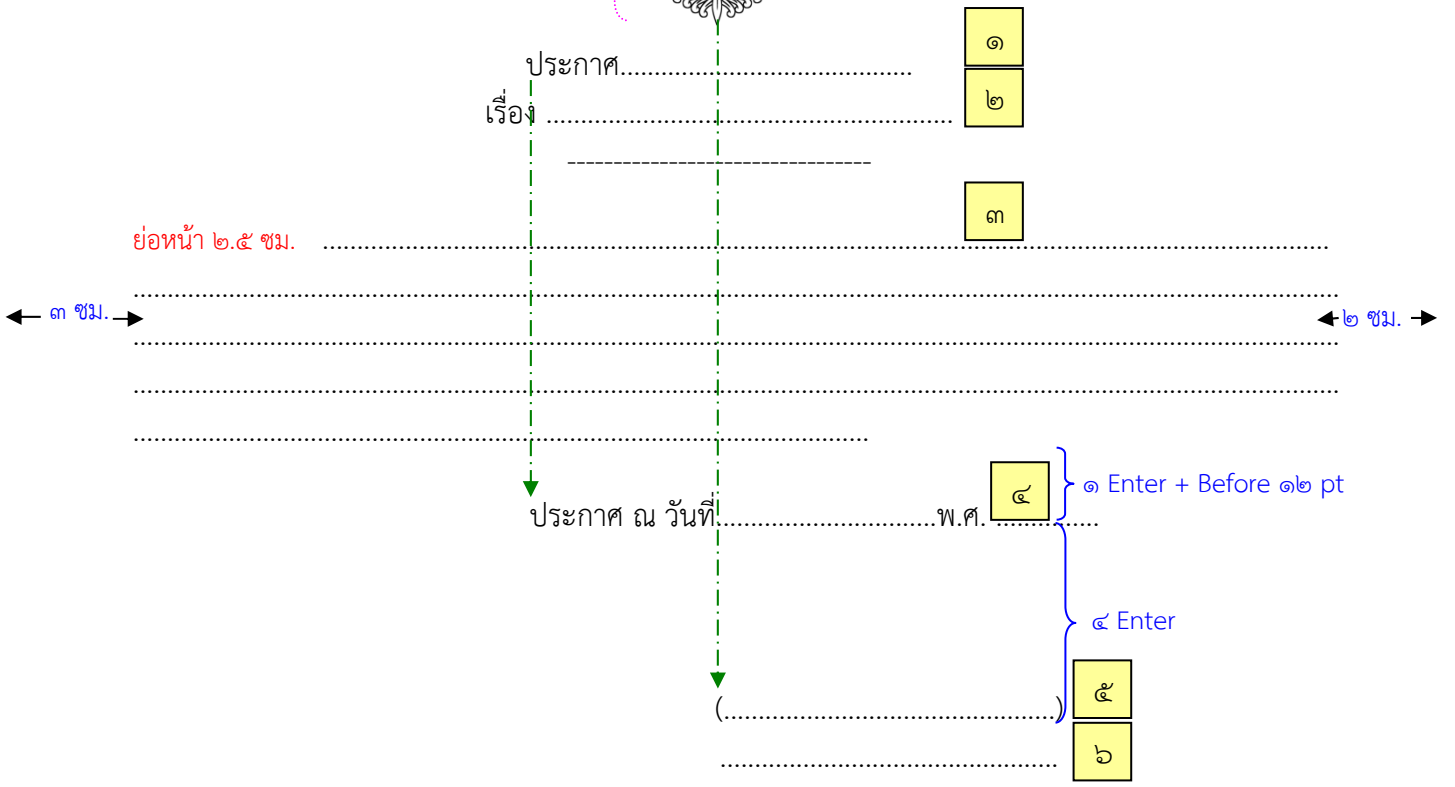 ๑
ประกาศ...........................................
๒
เรื่อง ............................................................
---------------------------------
๓
ย่อหน้า ๒.๕ ซม. ....................................................................................................................................................
..................................................................................................................................................................................
๓ ซม. ๒ ซม.
..................................................................................................................................................................................
..................................................................................................................................................................................
.............................................................................................................
๔ ๑ Enter + Before ๑๒ pt
ประกาศ ณ วันที่................................พ.ศ. ...............
๔ Enter
(.................................................) ๕
.................................................. ๖